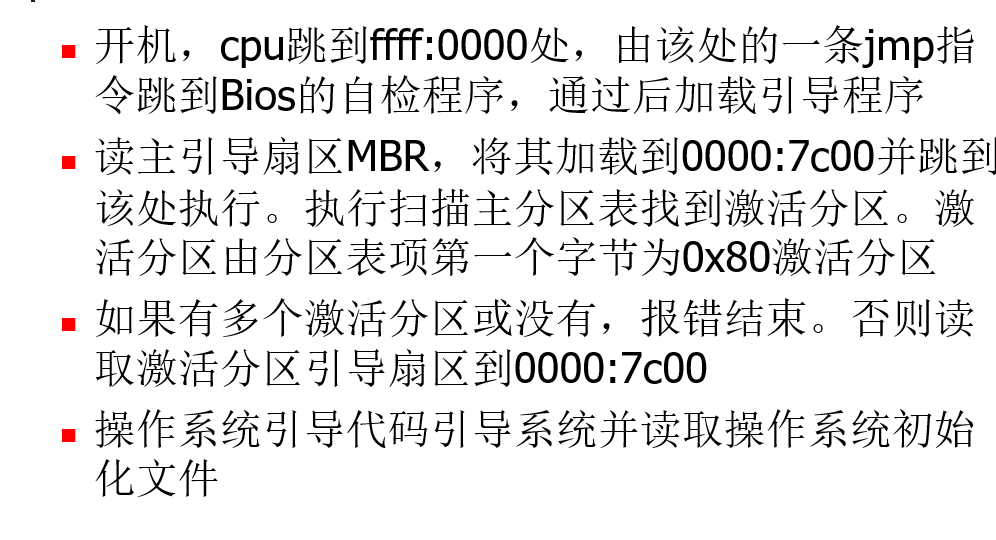 开机，cpu跳到ffff:0000处，由该处的一条jmp指
令跳到Bios的自检程序，通过后加载引导程序
读主引导扇区MBR，将其加载到0000:7c00并跳到
该处执行。执行扫描主分区表找到激活分区。激
活分区由分区表项第一个字节为0x80激活分区
如果有多个激活分区或没有，报错结束。否则读
取激活分区引导扇区到0000:7c00
操作系统引导代码引导系统并读取操作系统初始
化文件